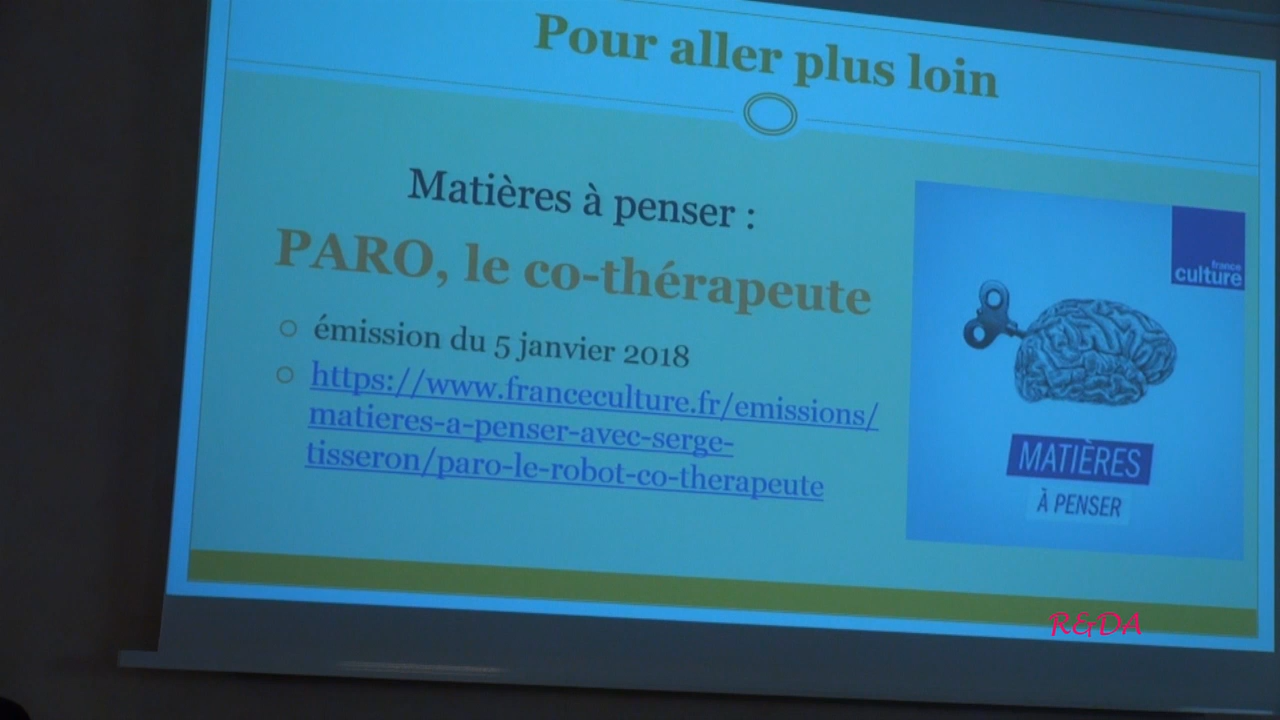 Pour aller plus loin
Matières à penser :
PARO, le co-thérapeute
émission du 5 janvier 2018
https://www.franceculture.fr/emissions/
matieres-a-penser-avec-serge-
tisseron/paro-le-robot-co-therapeute
france
culture
MATIÈRES
À PENSER
R&DA